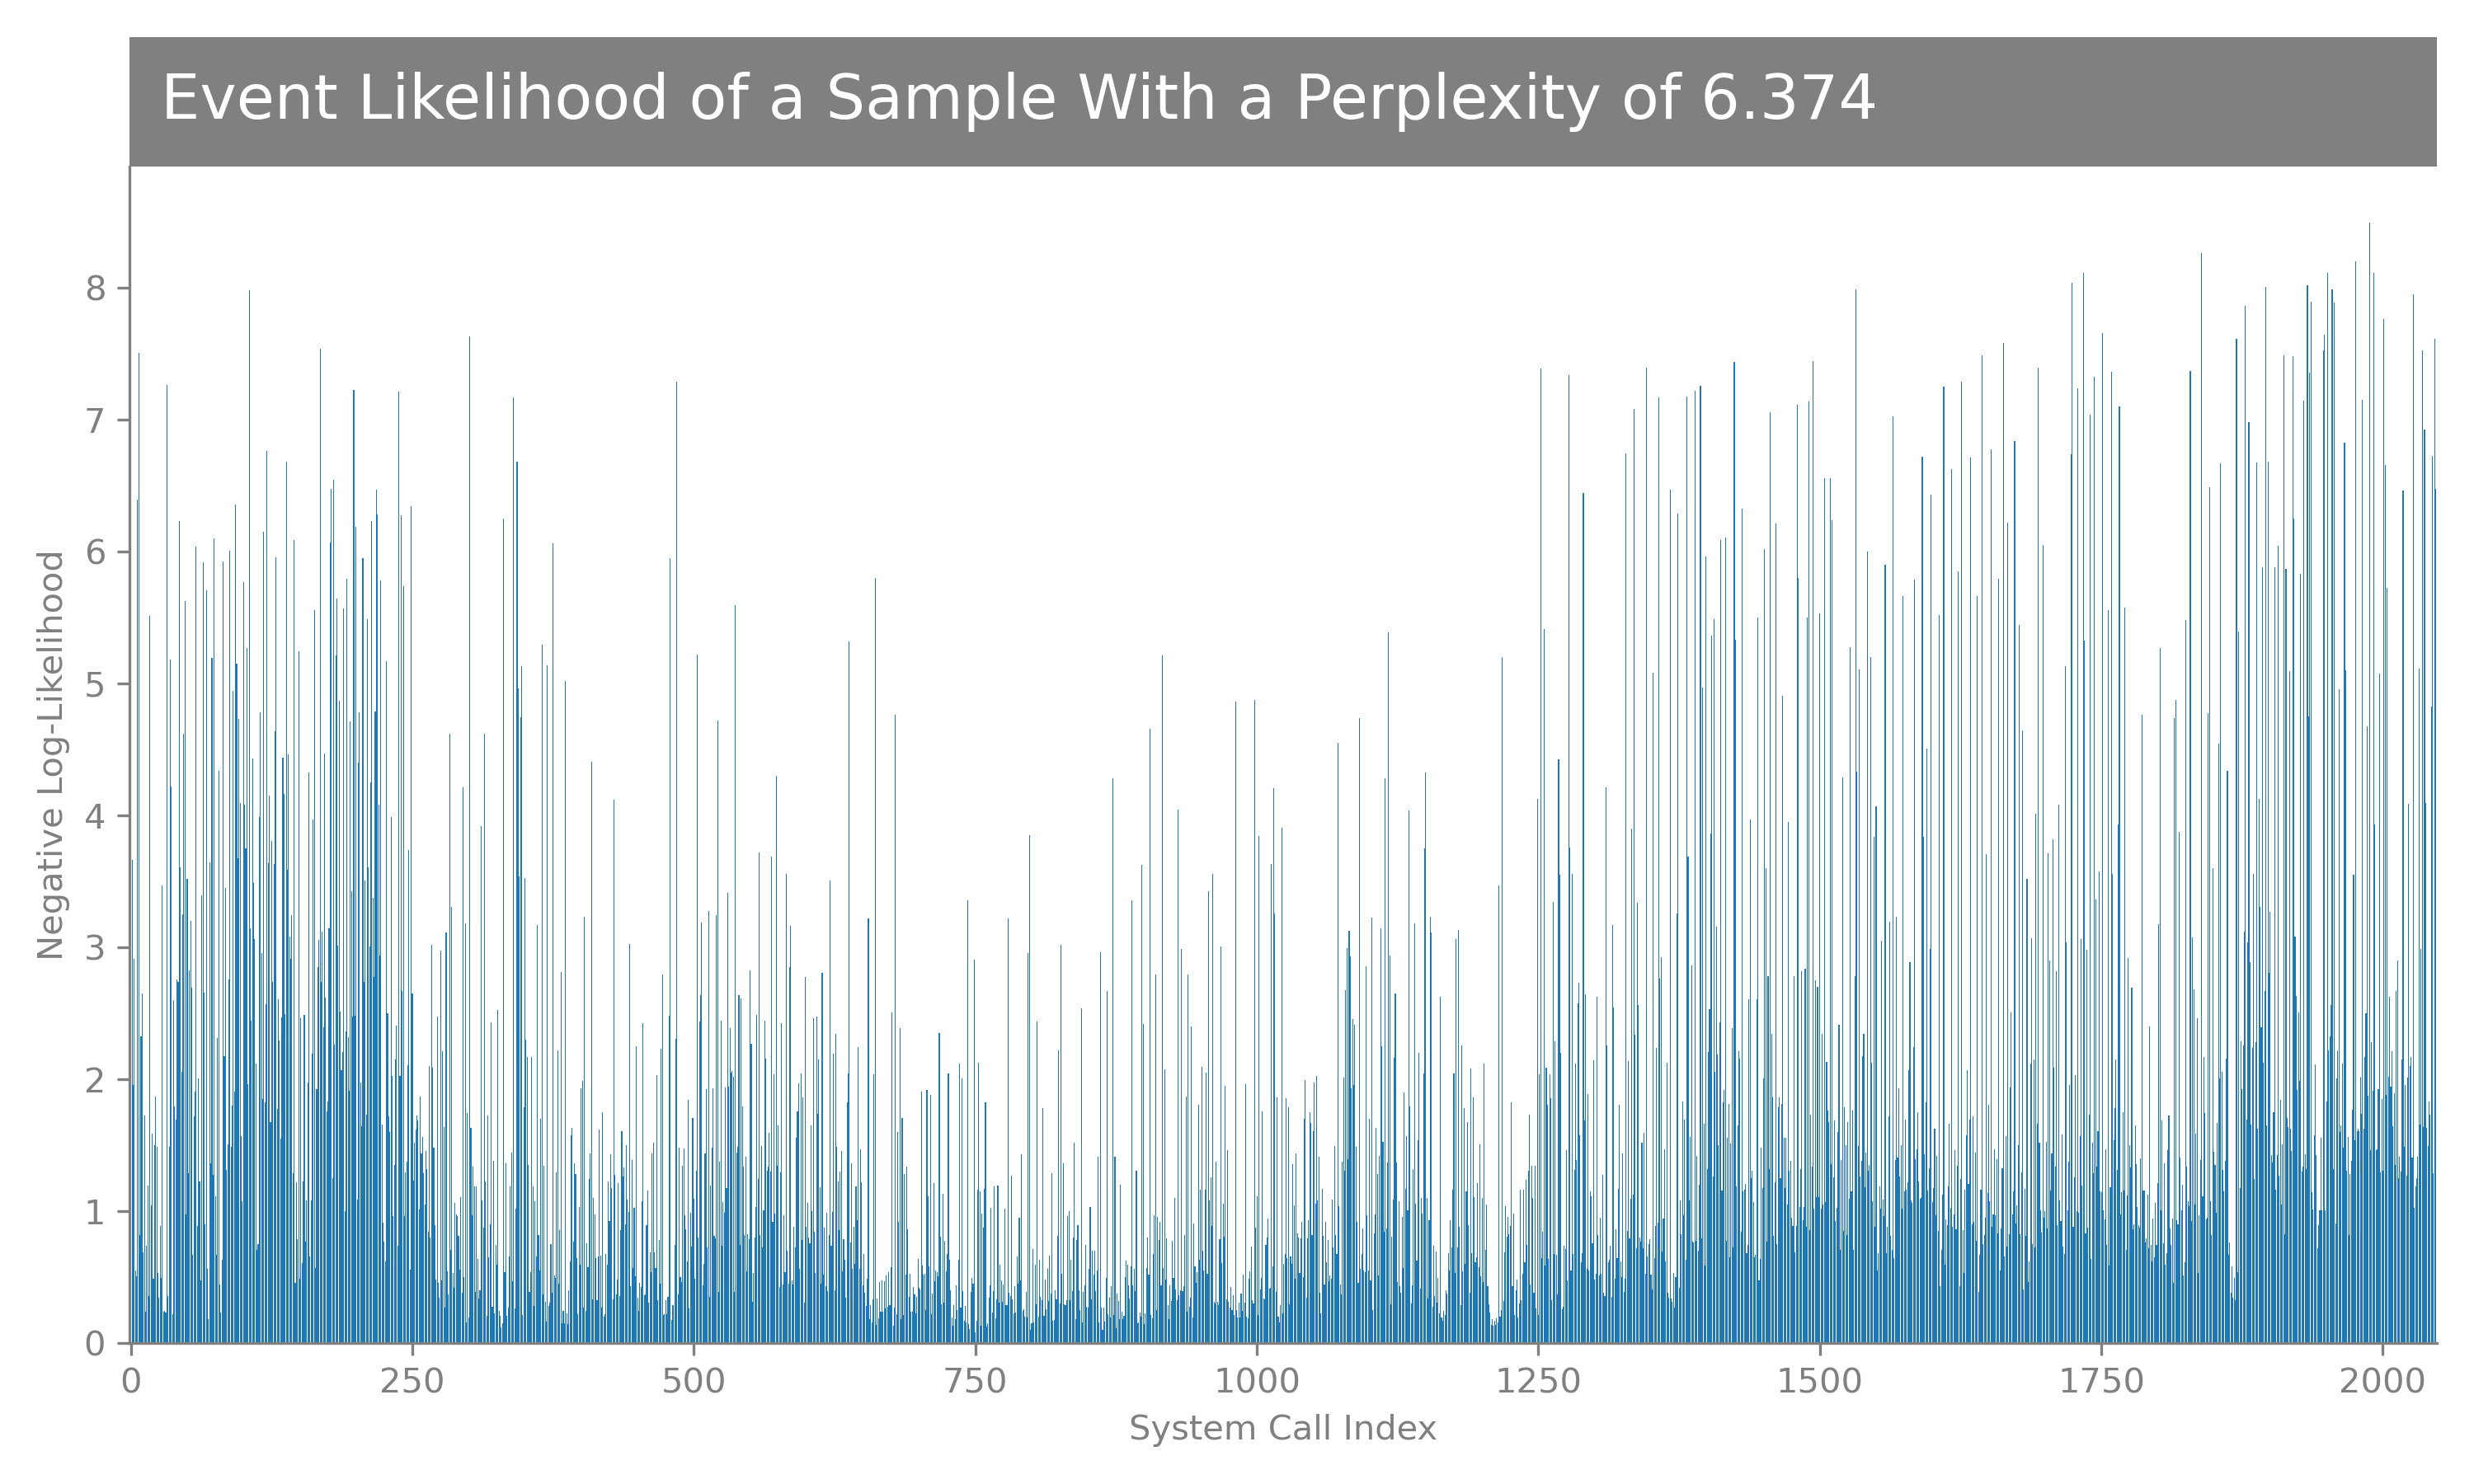 Event Likelihood of a Sample With a Perplexity of 6.374
8
7
6
5
4
3
2
1
0
Negative Log-Likelihood
0 250 500 750 1000 1250 1500 1750 2000
System Call Index